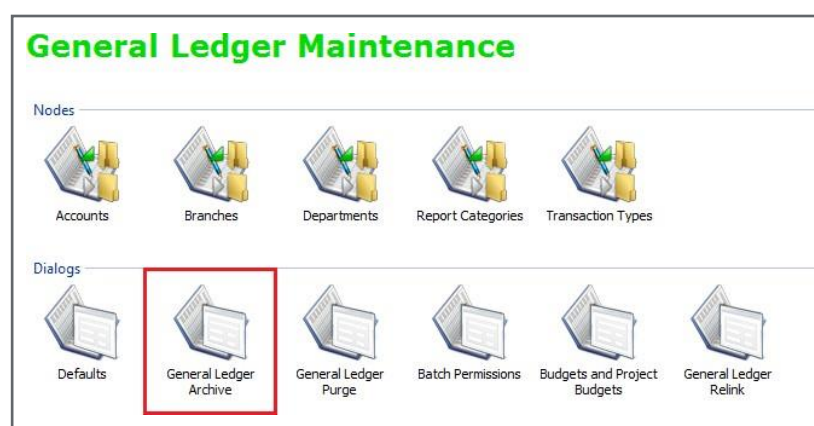 General Ledger Maintenance
Nodes
Accounts
Branches
Departments
Report Categories
Transaction Types
Dialogs
Defaults
General Ledger
Archive
General Ledger
Purge
Batch Permissions
Budgets and Project
Budgets
General Ledger
Relink